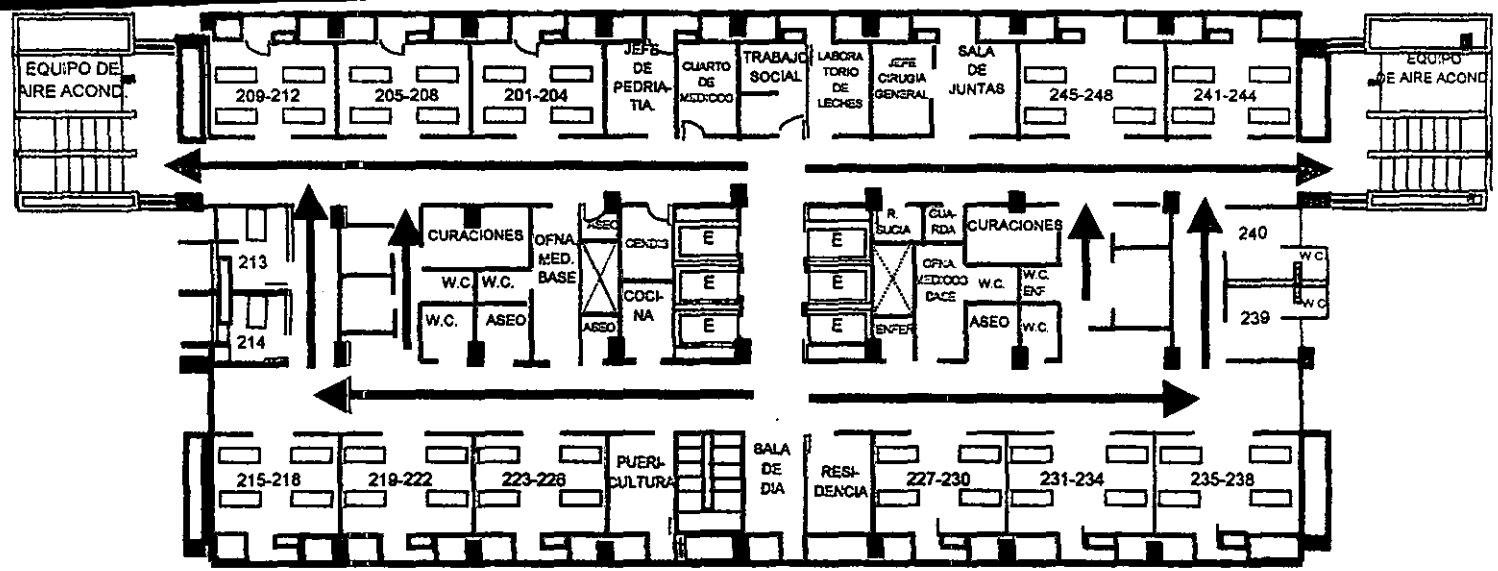 EQUIPO DE
AIRE ACOND.
209-212
205-208
201-204
JEFE
DE
PEDRIA-
TIA.
CUARTO
DE
MEDICOS
TRABAJO
SOCIAL
LABORA
TORIO
DE
LECHES
JEFE
CIRUGIA
GENERAL
SALA
DE
JUNTAS
245-248
241-244
EQUIPO
DE AIRE ACOND.
213
214
CURACIONES
W.C.
W.C.
W.C.
ASEO
OFNA.
MED.
BASE
ASEO
ASEO
COCI
NA
E
E
E
E
E
E
R.
SUCIA
GUA-
RDA
ENFER
OFNA.
MEDICOS
BASE
CURACIONES
W.C.
W.C.
ENF
ASEO
W.C.
240
W.C
W.C
239
215-218
219-222
223-226
PUERI-
CULTURA
SALA
DE
DIA
RESI-
DENCIA
227-230
231-234
235-238